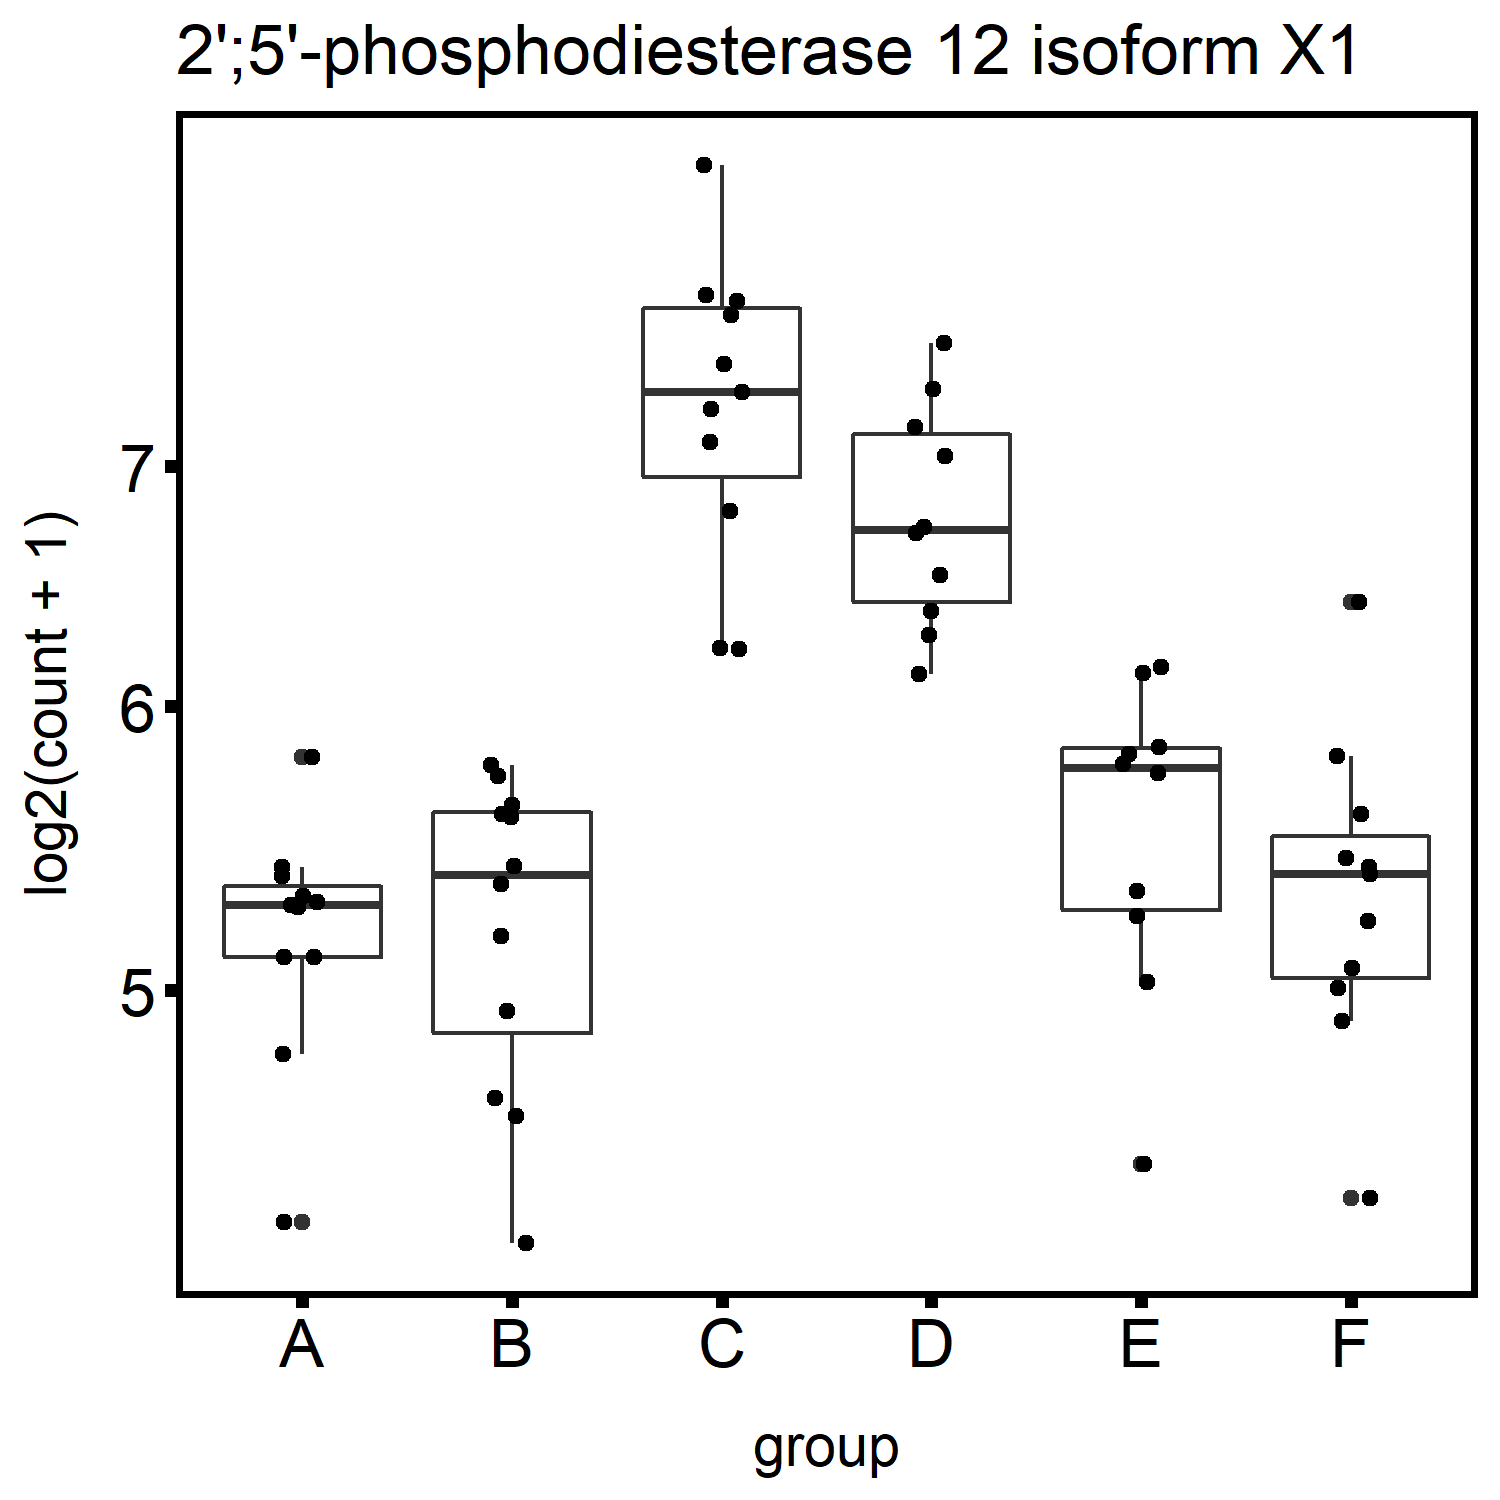 2';5'-phosphodiesterase 12 isoform X1
log2(count + 1)
7
6
5
A B C D E F
group